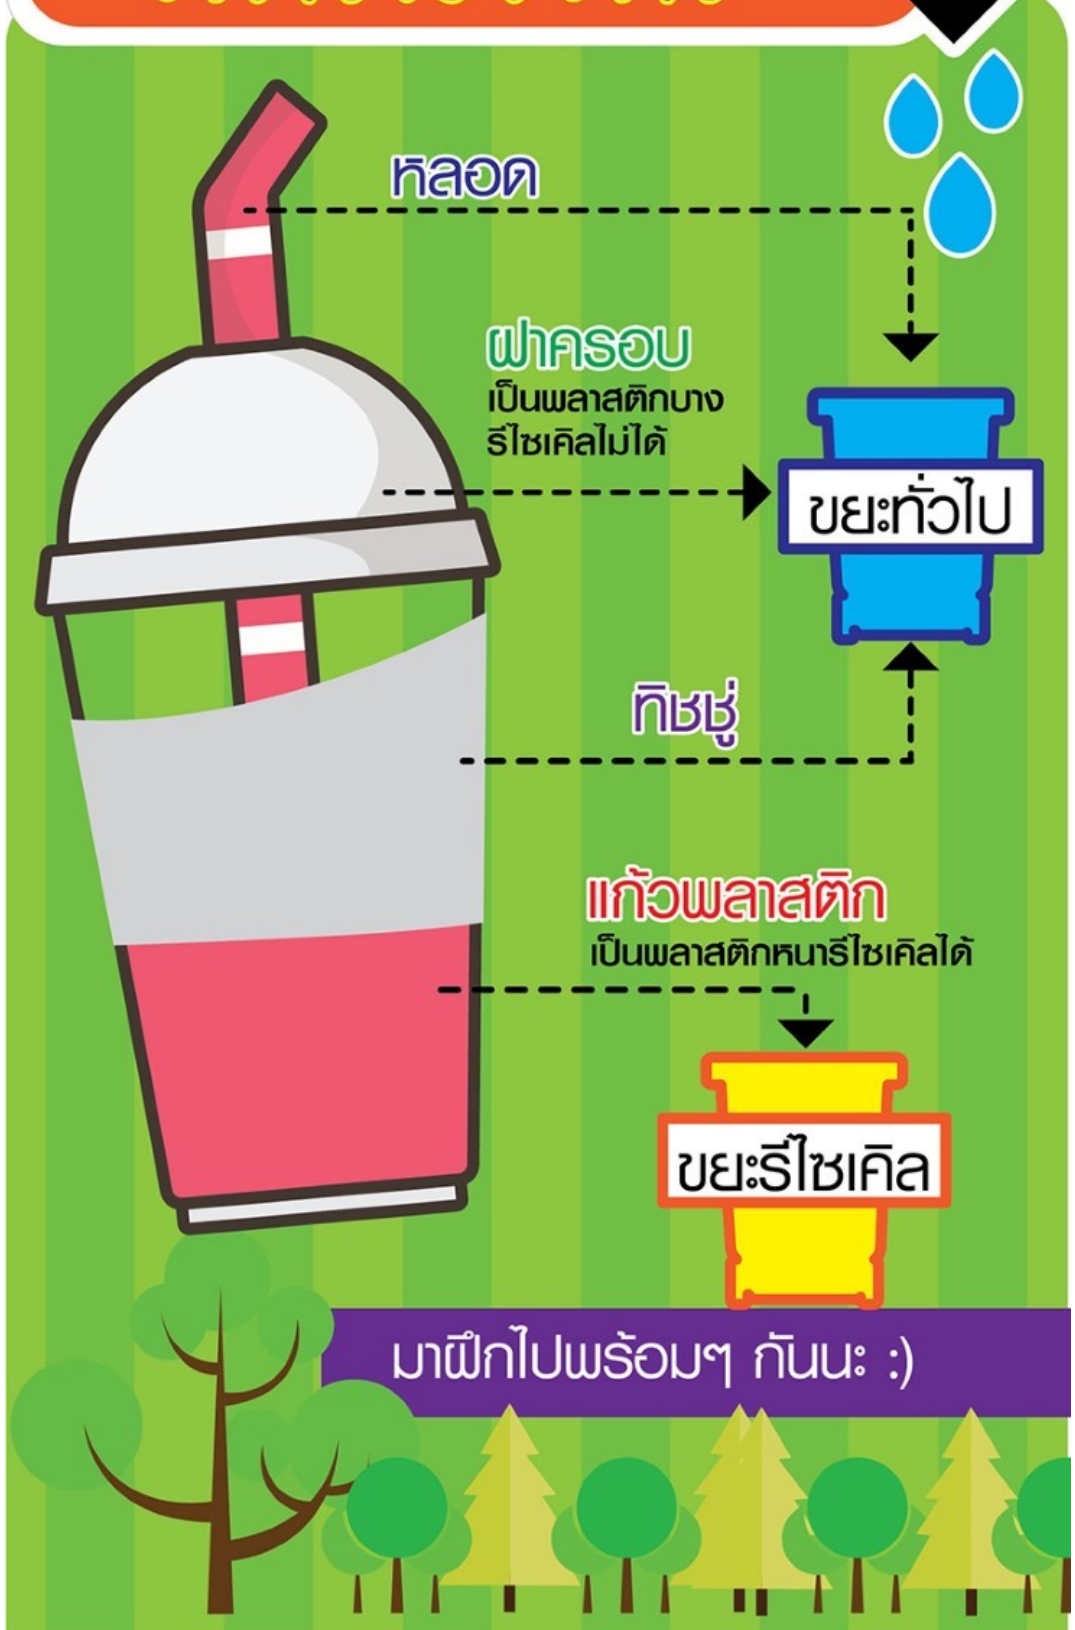 หลอด
ฝาครอบ
เป็นพลาสติกบาง
รีไซเคิลไม่ได้
ขยะทั่วไป
ทิชชู่
แก้วพลาสติก
เป็นพลาสติกหนารีไซเคิลได้
ขยะรีไซเคิล
มาฝึกไปพร้อมๆ กันนะ :)